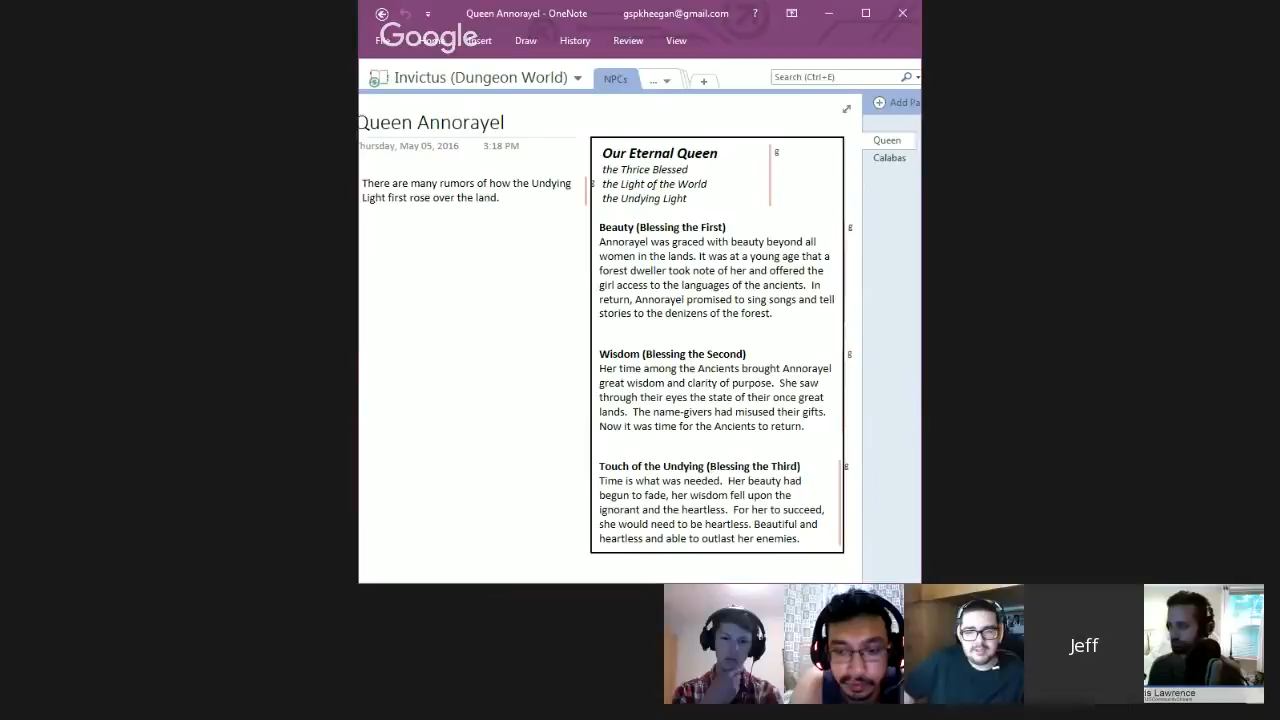 Queen Annorayel - OneNote
gspkheegan@gmail.com
?
Google
File Home Insert Draw History Review View
Invictus (Dungeon World)
NPCs
...
+
Search (Ctrl+E)
Add Pa
Queen
Calabas
Queen Annorayel
hursday, May 05, 2016 3:18 PM
There are many rumors of how the Undying
Light first rose over the land.
g
Our Eternal Queen
g
the Thrice Blessed
the Light of the World
the Undying Light
Beauty (Blessing the First)
g
Annorayel was graced with beauty beyond all
women in the lands. It was at a young age that a
forest dweller took note of her and offered the
girl access to the languages of the ancients. In
return, Annorayel promised to sing songs and tell
stories to the denizens of the forest.
Wisdom (Blessing the Second)
g
Her time among the Ancients brought Annorayel
great wisdom and clarity of purpose. She saw
through their eyes the state of their once great
lands. The name-givers had misused their gifts.
Now it was time for the Ancients to return.
Touch of the Undying (Blessing the Third)
g
Time is what was needed. Her beauty had
begun to fade, her wisdom fell upon the
ignorant and the heartless. For her to succeed,
she would need to be heartless. Beautiful and
heartless and able to outlast her enemies.
Jeff
is Lawrence